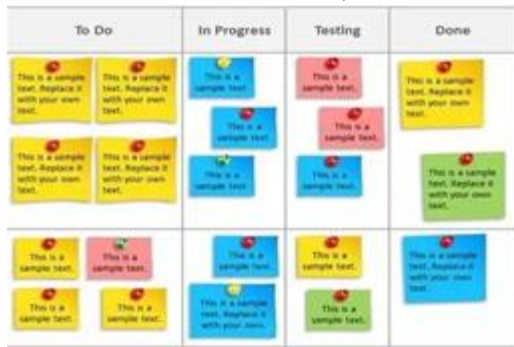 To Do
In Progress
Testing
Done
This is a sample
text. Replace it
with your own
text.
This is a sample
text. Replace it
with your own
text.
This is a sample
text. Replace it
with your own
text.
This is a sample
text. Replace it
with your own
text.
This is a
sample text.
This is a
sample text.
This is a
sample text.
This is a
sample text.
This is a
sample text.
This is a
sample text.
This is a sample
text. Replace it
with your own
text.
This is a sample
text. Replace it
with your own
text.
This is a
sample text.
This is a
sample text.
This is a
sample text.
This is a
sample text.
This is a
sample text.
This is a sample
text. Replace it
with your own.
This is a
sample text.
This is a
sample text.
This is a sample
text. Replace it
with your own
text.